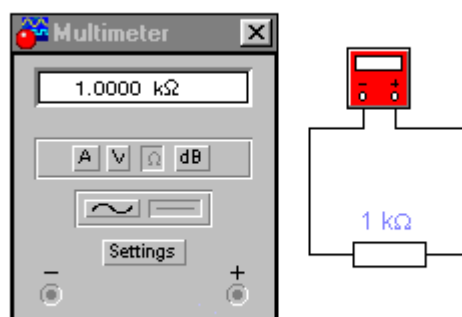 Multimeter
1.0000 kΩ
A V Ω dB
Settings
− +
− +
1 kΩ